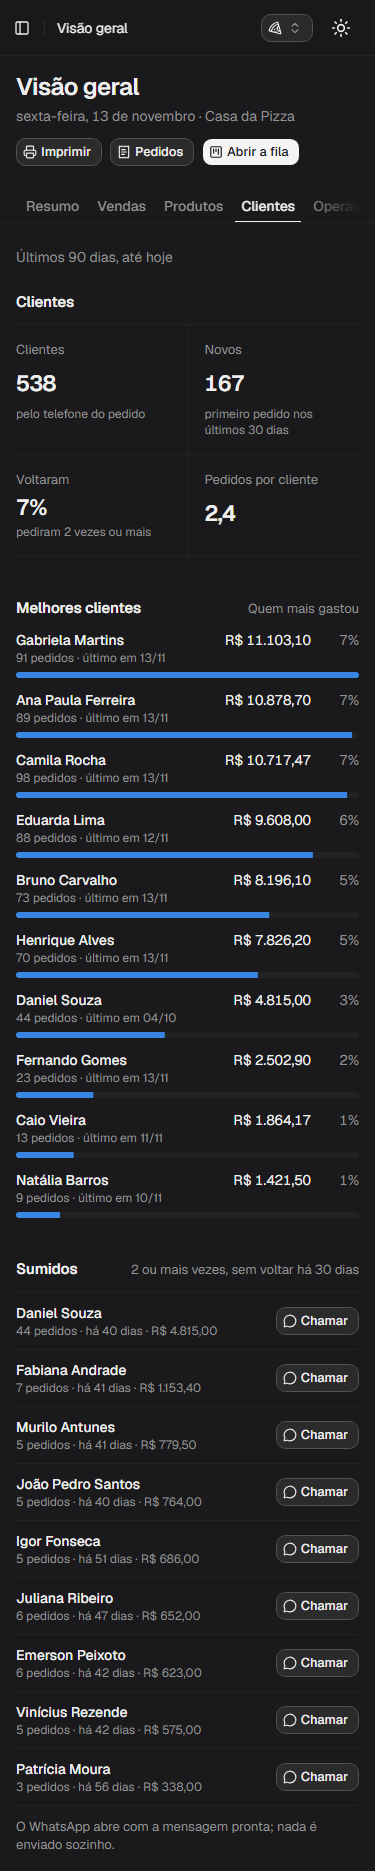 Visão geral
Visão geral
sexta-feira, 13 de novembro · Casa da Pizza
Imprimir
Pedidos
Abrir a fila
Resumo
Vendas
Produtos
Clientes
Opera
Últimos 90 dias, até hoje
Clientes
Clientes
538
pelo telefone do pedido
Novos
167
primeiro pedido nos
últimos 30 dias
Voltaram
7%
pediram 2 vezes ou mais
Pedidos por cliente
2,4
Melhores clientes
Quem mais gastou
Gabriela Martins R$ 11.103,10 7%
91 pedidos · último em 13/11
Ana Paula Ferreira R$ 10.878,70 7%
89 pedidos · último em 13/11
Camila Rocha R$ 10.717,47 7%
98 pedidos · último em 13/11
Eduarda Lima R$ 9.608,00 6%
88 pedidos · último em 12/11
Bruno Carvalho R$ 8.196,10 5%
73 pedidos · último em 13/11
Henrique Alves R$ 7.826,20 5%
70 pedidos · último em 13/11
Daniel Souza R$ 4.815,00 3%
44 pedidos · último em 04/10
Fernando Gomes R$ 2.502,90 2%
23 pedidos · último em 13/11
Caio Vieira R$ 1.864,17 1%
13 pedidos · último em 11/11
Natália Barros R$ 1.421,50 1%
9 pedidos · último em 10/11
Sumidos
2 ou mais vezes, sem voltar há 30 dias
Daniel Souza
44 pedidos · há 40 dias · R$ 4.815,00
Chamar
Fabiana Andrade
7 pedidos · há 41 dias · R$ 1.153,40
Chamar
Murilo Antunes
5 pedidos · há 41 dias · R$ 779,50
Chamar
João Pedro Santos
5 pedidos · há 40 dias · R$ 764,00
Chamar
Igor Fonseca
5 pedidos · há 51 dias · R$ 686,00
Chamar
Juliana Ribeiro
6 pedidos · há 47 dias · R$ 652,00
Chamar
Emerson Peixoto
6 pedidos · há 42 dias · R$ 623,00
Chamar
Vinícius Rezende
5 pedidos · há 42 dias · R$ 575,00
Chamar
Patrícia Moura
3 pedidos · há 56 dias · R$ 338,00
Chamar
O WhatsApp abre com a mensagem pronta; nada é
enviado sozinho.